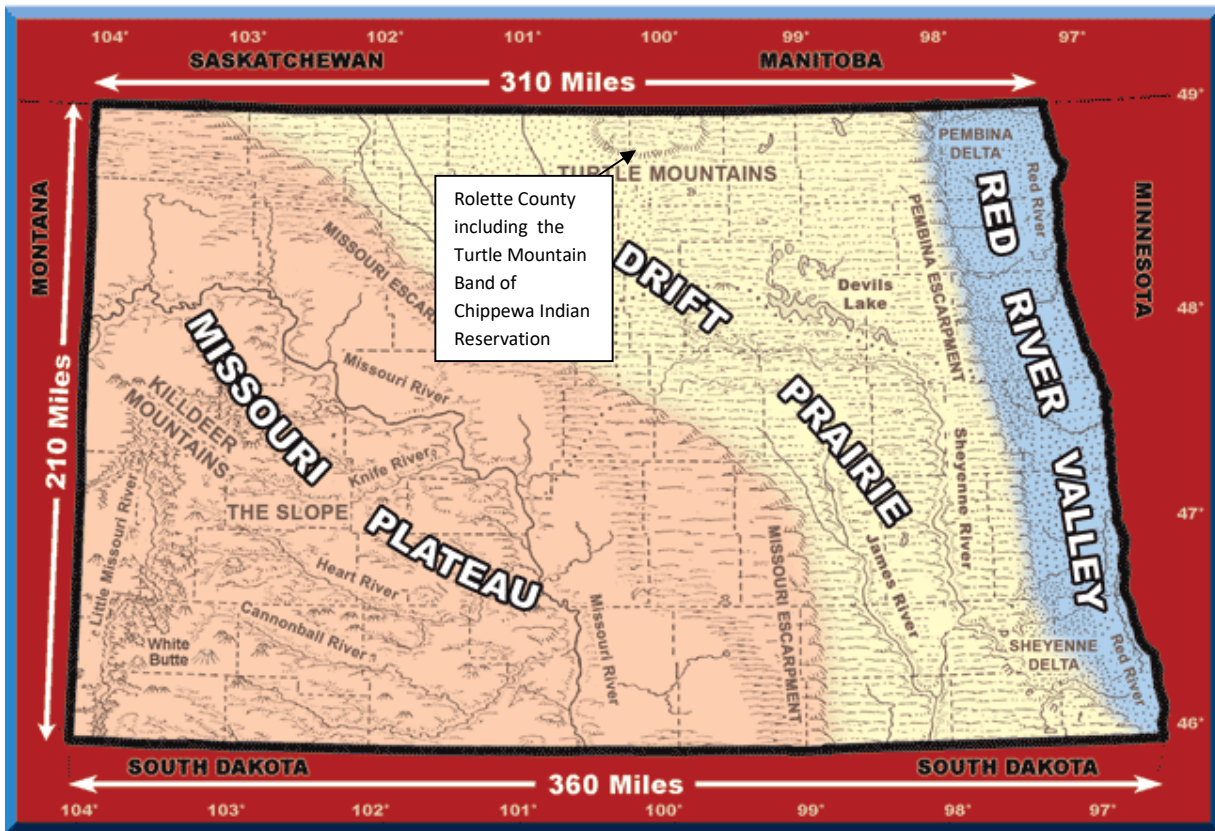 104° 103° 102° 101° 100° 99° 98° 97°
SASKATCHEWAN MANITOBA
310 Miles
49°
PEMBINA
DELTA
TURTLE MOUNTAINS
Rolette County
including the
Turtle Mountain
Band of
Chippewa Indian
Reservation
Red River
RED
RIVER
VALLEY
MINNESOTA
MONTANA
MISSOURI ESCAR
PEMBINA ESCARPMENT
DRIFT
PRAIRIE
Devils
Lake
48°
210 Miles
MISSOURI
PLATEAU
KILLDEER
MOUNTAINS
Missouri River
Knife River
THE SLOPE
Sheyenne River
47°
Little Missouri River
Heart River
Cannonball River
White
Butte
Missouri River
MISSOURI ESCARPMENT
James River
SHEYENNE
DELTA
Red River
46°
SOUTH DAKOTA SOUTH DAKOTA
360 Miles
104° 103° 102° 101° 100° 99° 98° 97°